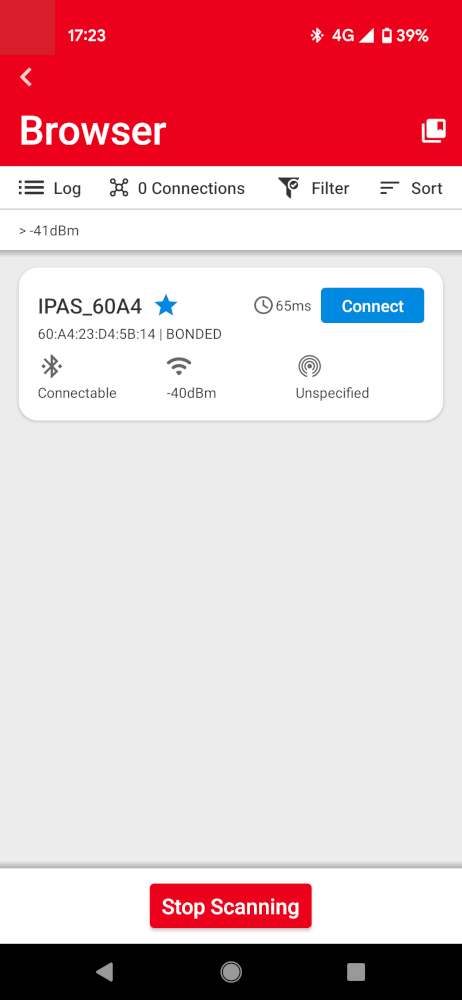 17:23
4G
39%
Browser
Log
0 Connections
Filter
Sort
> -41dBm
IPAS_60A4
65ms
Connect
60:A4:23:D4:5B:14 | BONDED
Connectable
-40dBm
Unspecified
Stop Scanning